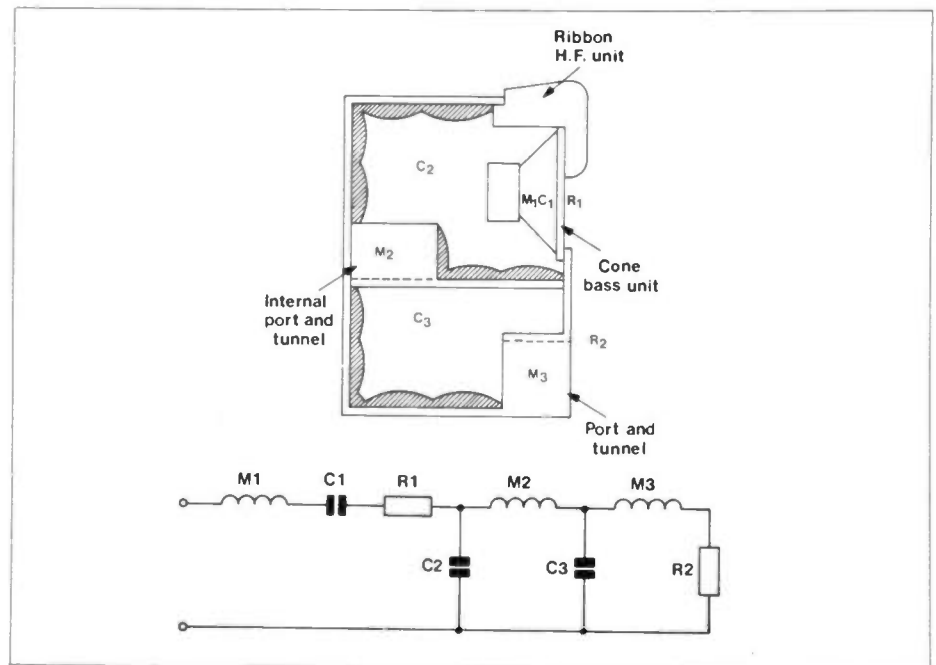 Ribbon
H.F. unit
C2
M1C1
R1
M2
Cone
bass unit
Internal
port and
tunnel
C3
R2
M3
Port and
tunnel
M1
C1
R1
M2
M3
C2
C3
R2